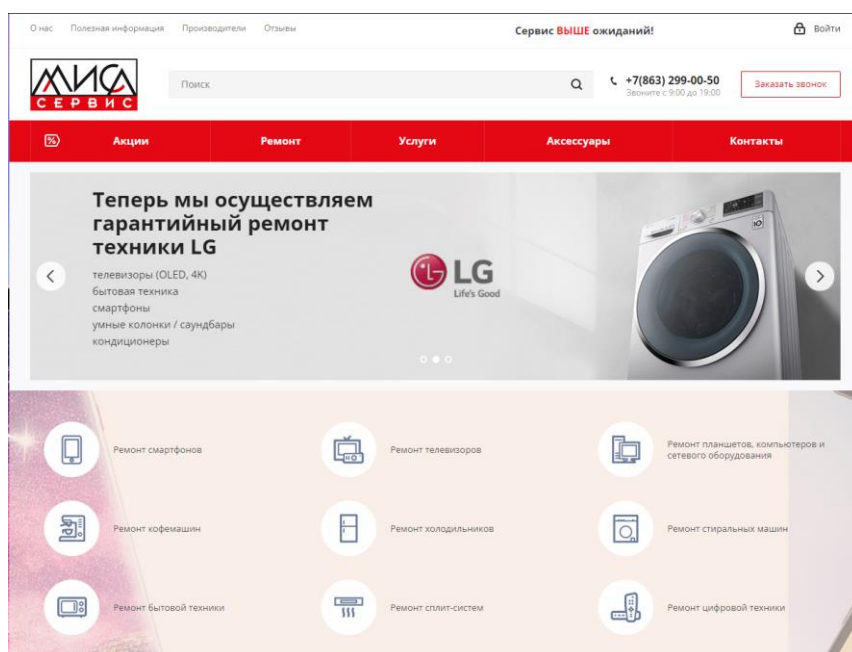 О нас Полезная информация Производители Отзывы Сервис ВЫШЕ ожиданий! Войти
МИСА
СЕРВИС
Поиск
+7(863) 299-00-50
Звоните с 9:00 до 19:00
Заказать звонок
% Акции Ремонт Услуги Аксессуары Контакты
Теперь мы осуществляем
гарантийный ремонт
техники LG
телевизоры (OLED, 4K)
бытовая техника
смартфоны
умные колонки / саундбары
кондиционеры
LG
Life's Good
LG
Ремонт смартфонов
Ремонт телевизоров
Ремонт планшетов, компьютеров и
сетевого оборудования
Ремонт кофемашин
Ремонт холодильников
Ремонт стиральных машин
Ремонт бытовой техники
Ремонт сплит-систем
Ремонт цифровой техники